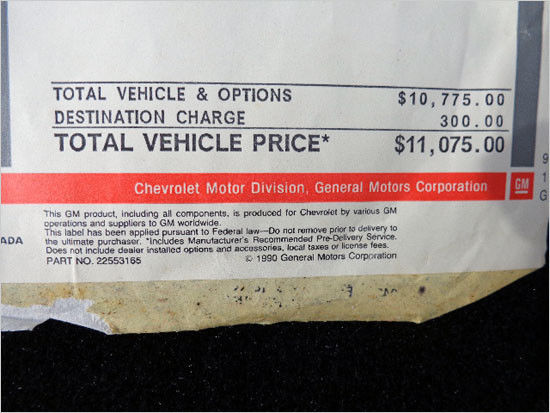 TOTAL VEHICLE & OPTIONS $10,775.00
DESTINATION CHARGE 300.00
TOTAL VEHICLE PRICE* $11,075.00
Chevrolet Motor Division, General Motors Corporation GM
This GM product, including all components, is produced for Chevrolet by various GM
operations and suppliers to GM worldwide.
This label has been applied pursuant to Federal law—Do not remove prior to delivery to
the ultimate purchaser. *Includes Manufacturer's Recommended Pre-Delivery Service.
Does not include dealer installed options and accessories, local taxes or license fees.
PART NO. 22553165 © 1990 General Motors Corporation
ADA
9
1
G